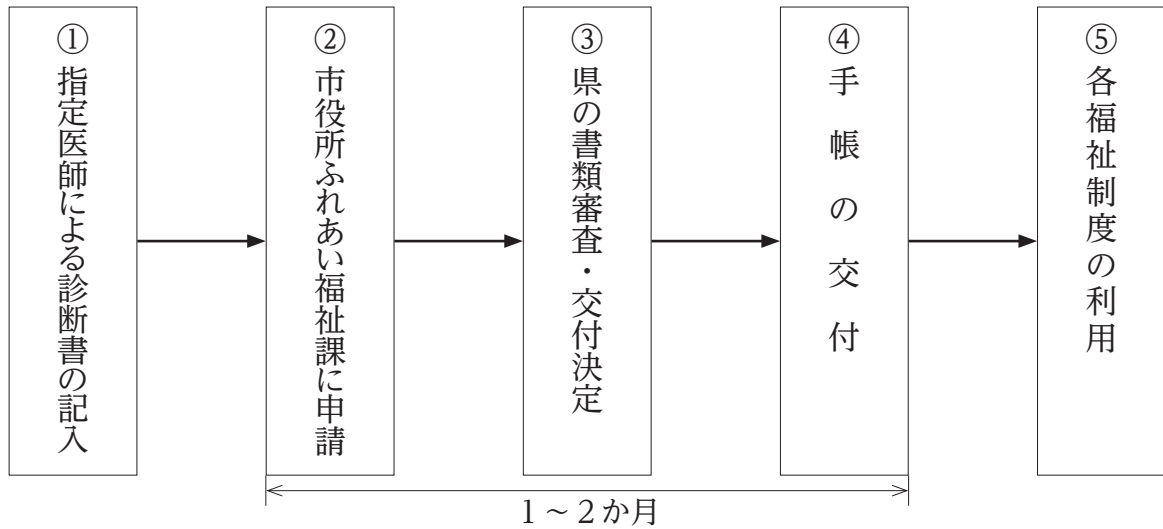 ①指定医師による診断書の記入
②市役所ふれあい福祉課に申請
③県の書類審査・交付決定
④手帳の交付
⑤各福祉制度の利用
1～2か月